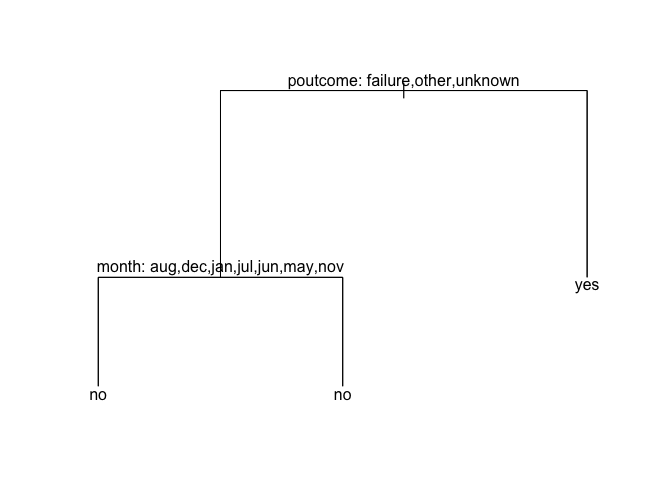 poutcome: failure,other,unknown
month: aug,dec,jan,jul,jun,may,nov
yes
no
no